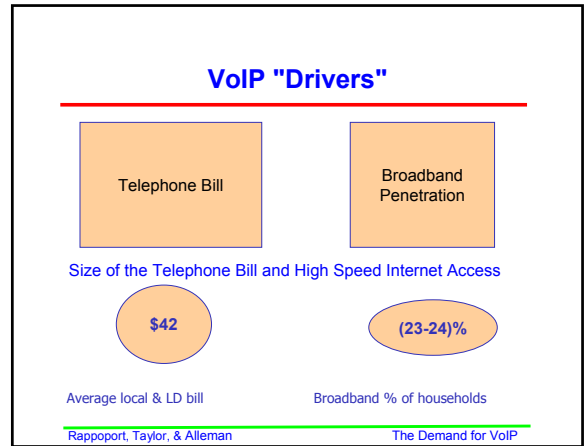 VoIP "Drivers"
Telephone Bill
Broadband
Penetration
Size of the Telephone Bill and High Speed Internet Access
$42
(23-24)%
Average local & LD bill
Broadband % of households
Rappoport, Taylor, & Alleman
The Demand for VoIP